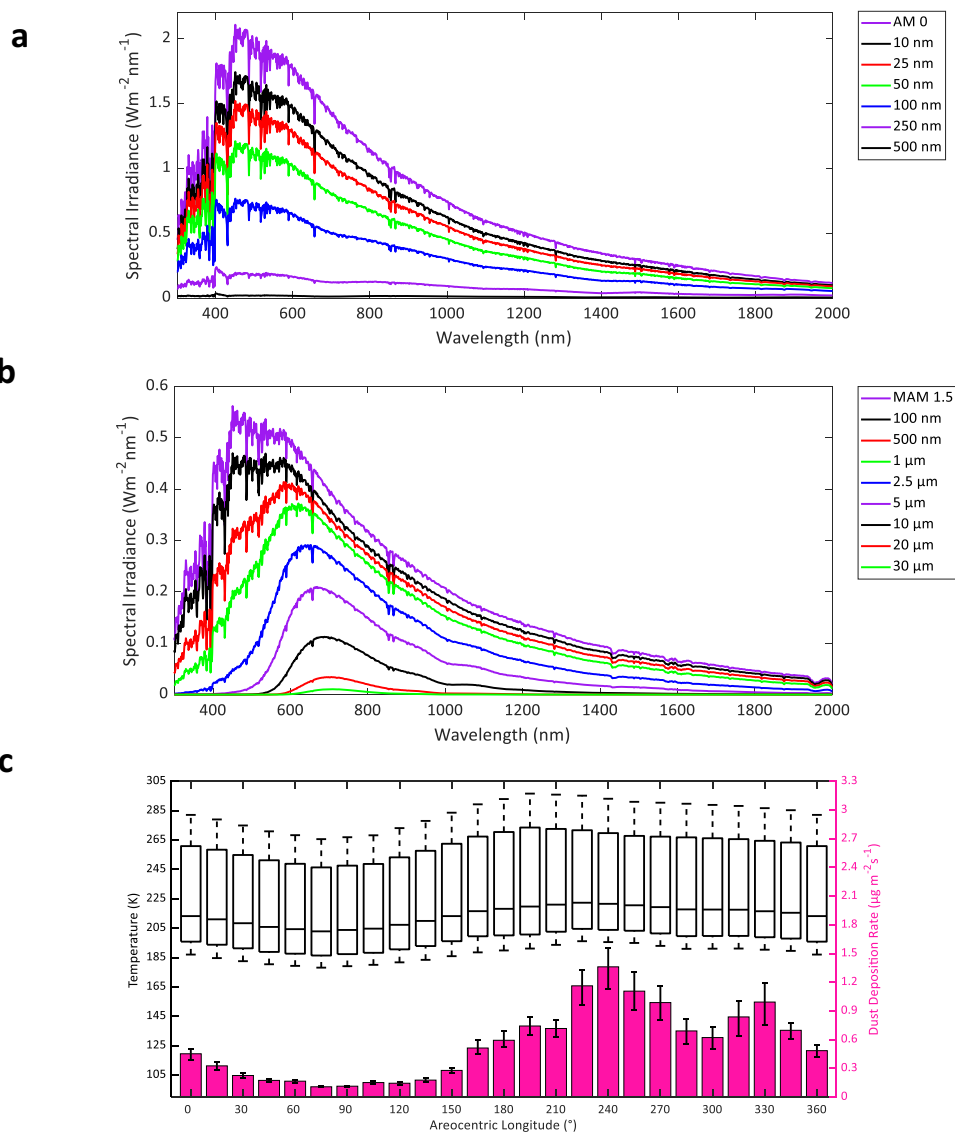 a
2
1.5
1
0.5
0
Spectral Irradiance (Wm⁻²nm⁻¹)
400 600 800 1000 1200 1400 1600 1800 2000
Wavelength (nm)
AM 0
10 nm
25 nm
50 nm
100 nm
250 nm
500 nm
b
0.6
0.5
0.4
0.3
0.2
0.1
0
Spectral Irradiance (Wm⁻²nm⁻¹)
400 600 800 1000 1200 1400 1600 1800 2000
Wavelength (nm)
MAM 1.5
100 nm
500 nm
1 µm
2.5 µm
5 µm
10 µm
20 µm
30 µm
c
305
285
265
245
225
205
185
165
145
125
105
Temperature (K)
3.3
3
2.7
2.4
2.1
1.8
1.5
1.2
0.9
0.6
0.3
0
Dust Deposition Rate (µg m⁻²s⁻¹)
0 30 60 90 120 150 180 210 240 270 300 330 360
Areocentric Longitude (°)